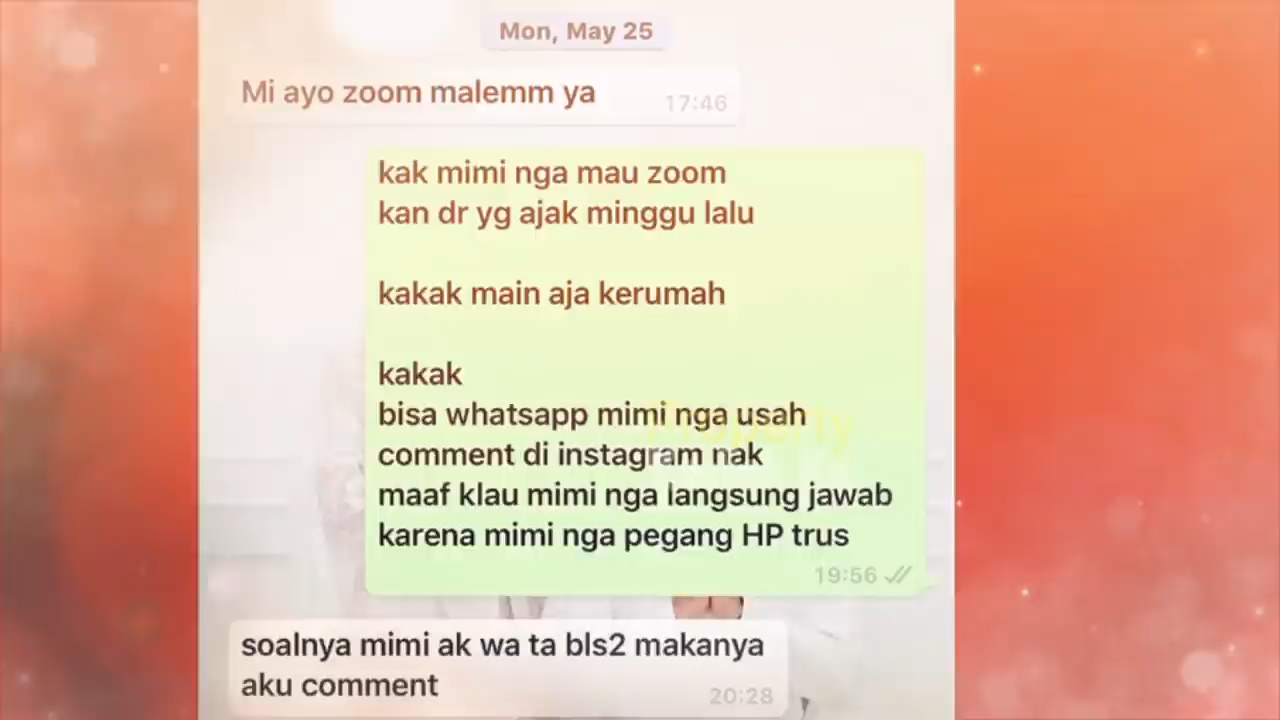 Mon, May 25
Mi ayo zoom malemm ya
17:46
kak mimi nga mau zoom
kan dr yg ajak minggu lalu
kakak main aja kerumah
kakak
bisa whatsapp mimi nga usah
comment di instagram nak
maaf klau mimi nga langsung jawab
karena mimi nga pegang HP trus
19:56
soalnya mimi ak wa ta bls2 makanya
aku comment
20:28
Property